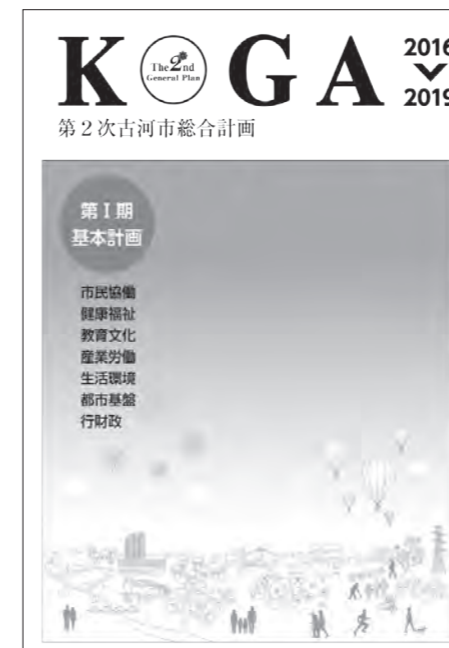 KOGA
The 2nd
General Plan
2016
2019
第2次古河市総合計画
第Ⅰ期
基本計画
市民協働
健康福祉
教育文化
産業労働
生活環境
都市基盤
行財政